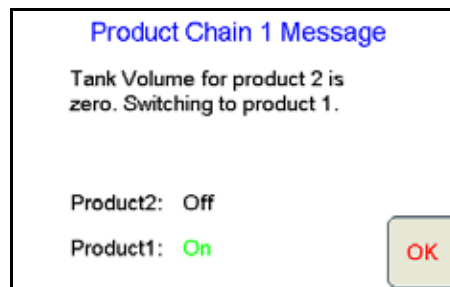 Product Chain 1 Message
Tank Volume for product 2 is
zero. Switching to product 1.
Product2: Off
Product1: On
OK